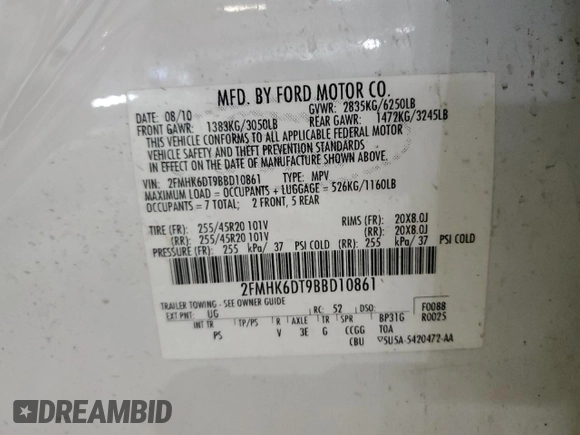 MFD. BY FORD MOTOR CO.
DATE: 08/10 GVWR: 2835KG/6250LB
FRONT GAWR: 1383KG/3050LB REAR GAWR: 1472KG/3245LB
THIS VEHICLE CONFORMS TO ALL APPLICABLE FEDERAL MOTOR
VEHICLE SAFETY AND THEFT PREVENTION STANDARDS
IN EFFECT ON THE DATE OF MANUFACTURE SHOWN ABOVE.
VIN: 2FMHK6DT9BBD10861 TYPE: MPV
MAXIMUM LOAD = OCCUPANTS + LUGGAGE = 526KG/1160LB
OCCUPANTS = 7 TOTAL; 2 FRONT, 5 REAR
TIRE (FR): 255/45R20 101V RIMS (FR): 20X8.0J
(RR): 255/45R20 101V (RR): 20X8.0J
PRESSURE (FR): 255 kPa/ 37 PSI COLD (RR): 255 kPa/ 37 PSI COLD
2FMHK6DT9BBD10861
TRAILER TOWING - SEE OWNER GUIDE
EXT PNT: UG RC: 52 DSO: F0088
INT TR TP/PS R AXLE TR SPR BP31G R0025
PS V 3E G CCGG TOA
CBU 5U5A-5420472-AA
DREAMBID